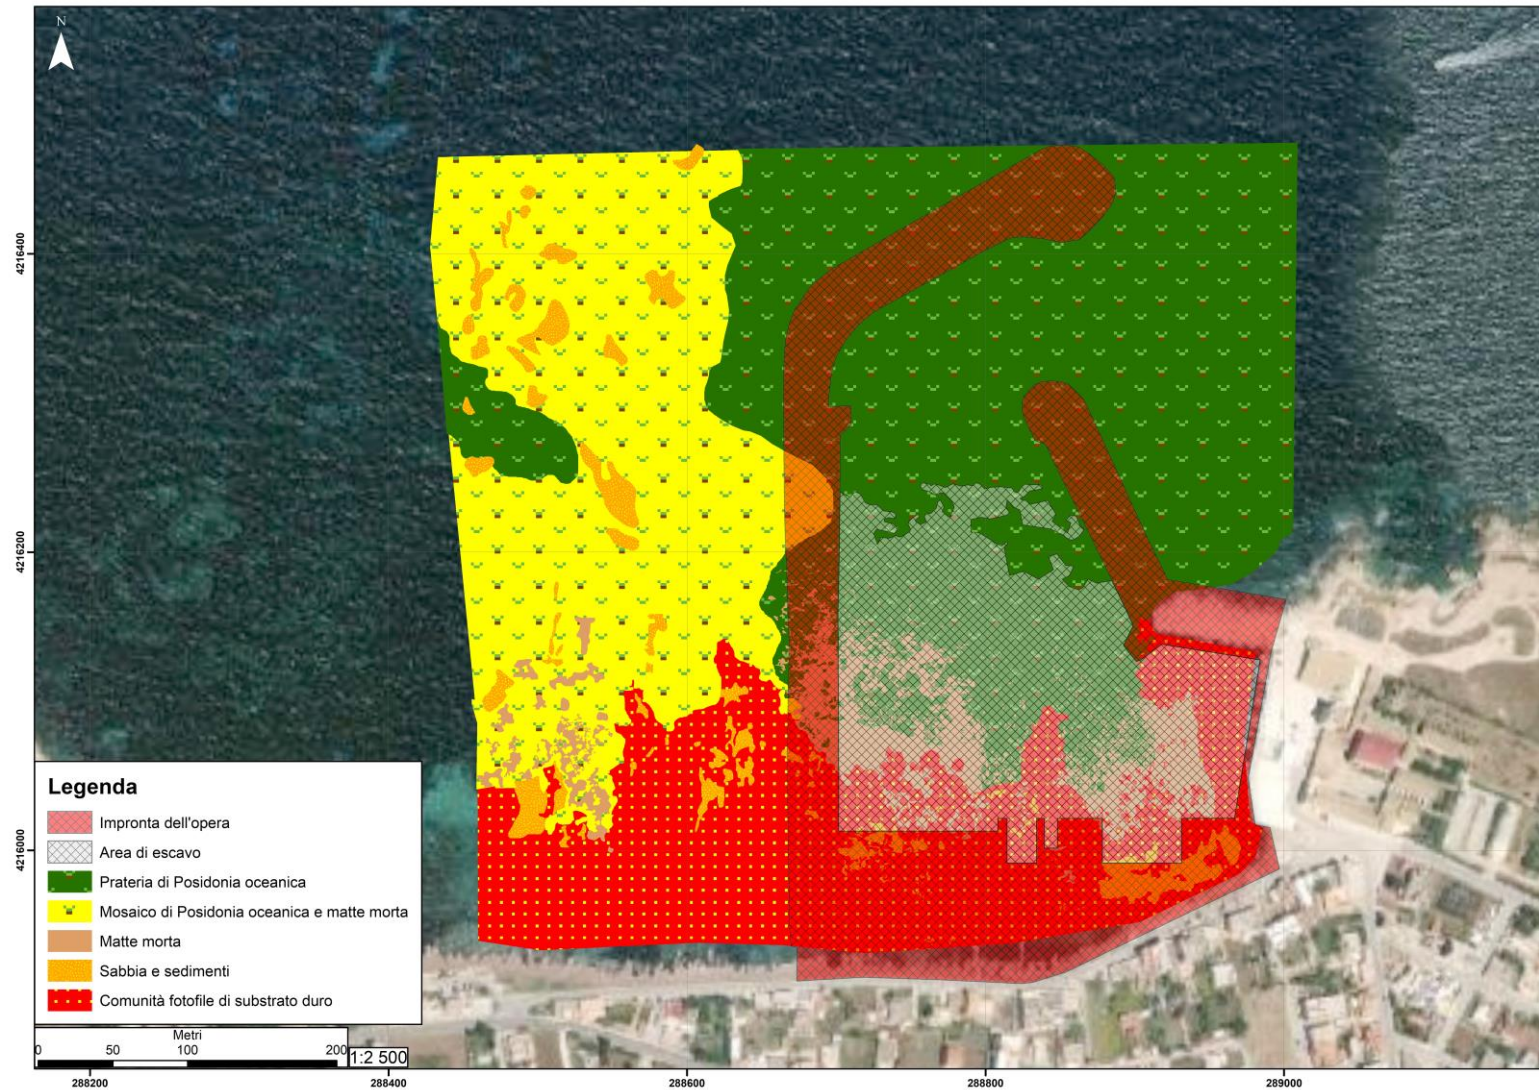 N
4216400
4216200
4216000
Legenda
Impronta dell'opera
Area di escavo
Prateria di Posidonia oceanica
Mosaico di Posidonia oceanica e matte morta
Matte morta
Sabbia e sedimenti
Comunità fotofile di substrato duro
Metri
0 50 100 200
1:2 500
288200 288400 288600 288800 289000